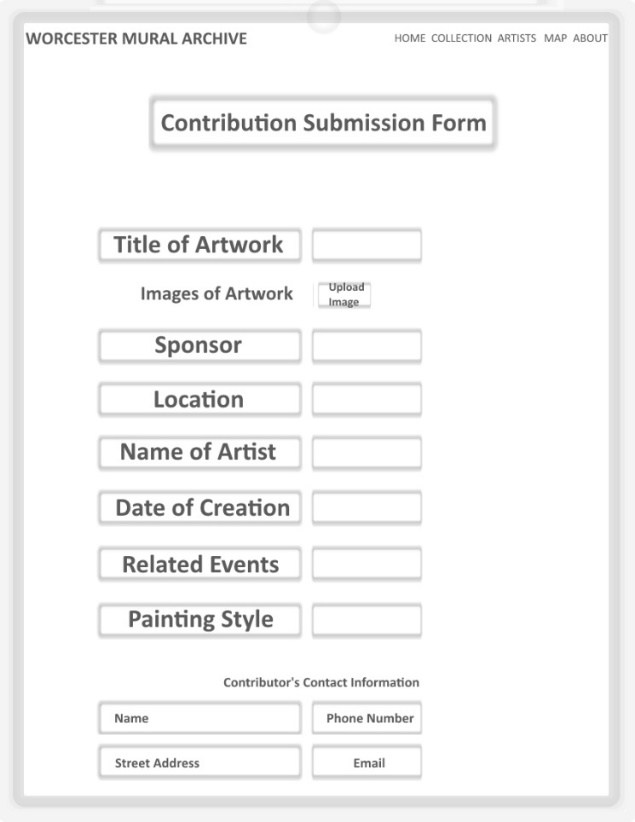 WORCESTER MURAL ARCHIVE HOME COLLECTION ARTISTS MAP ABOUT
Contribution Submission Form
Title of Artwork
Images of Artwork Upload
Image
Sponsor
Location
Name of Artist
Date of Creation
Related Events
Painting Style
Contributor's Contact Information
Name Phone Number
Street Address Email